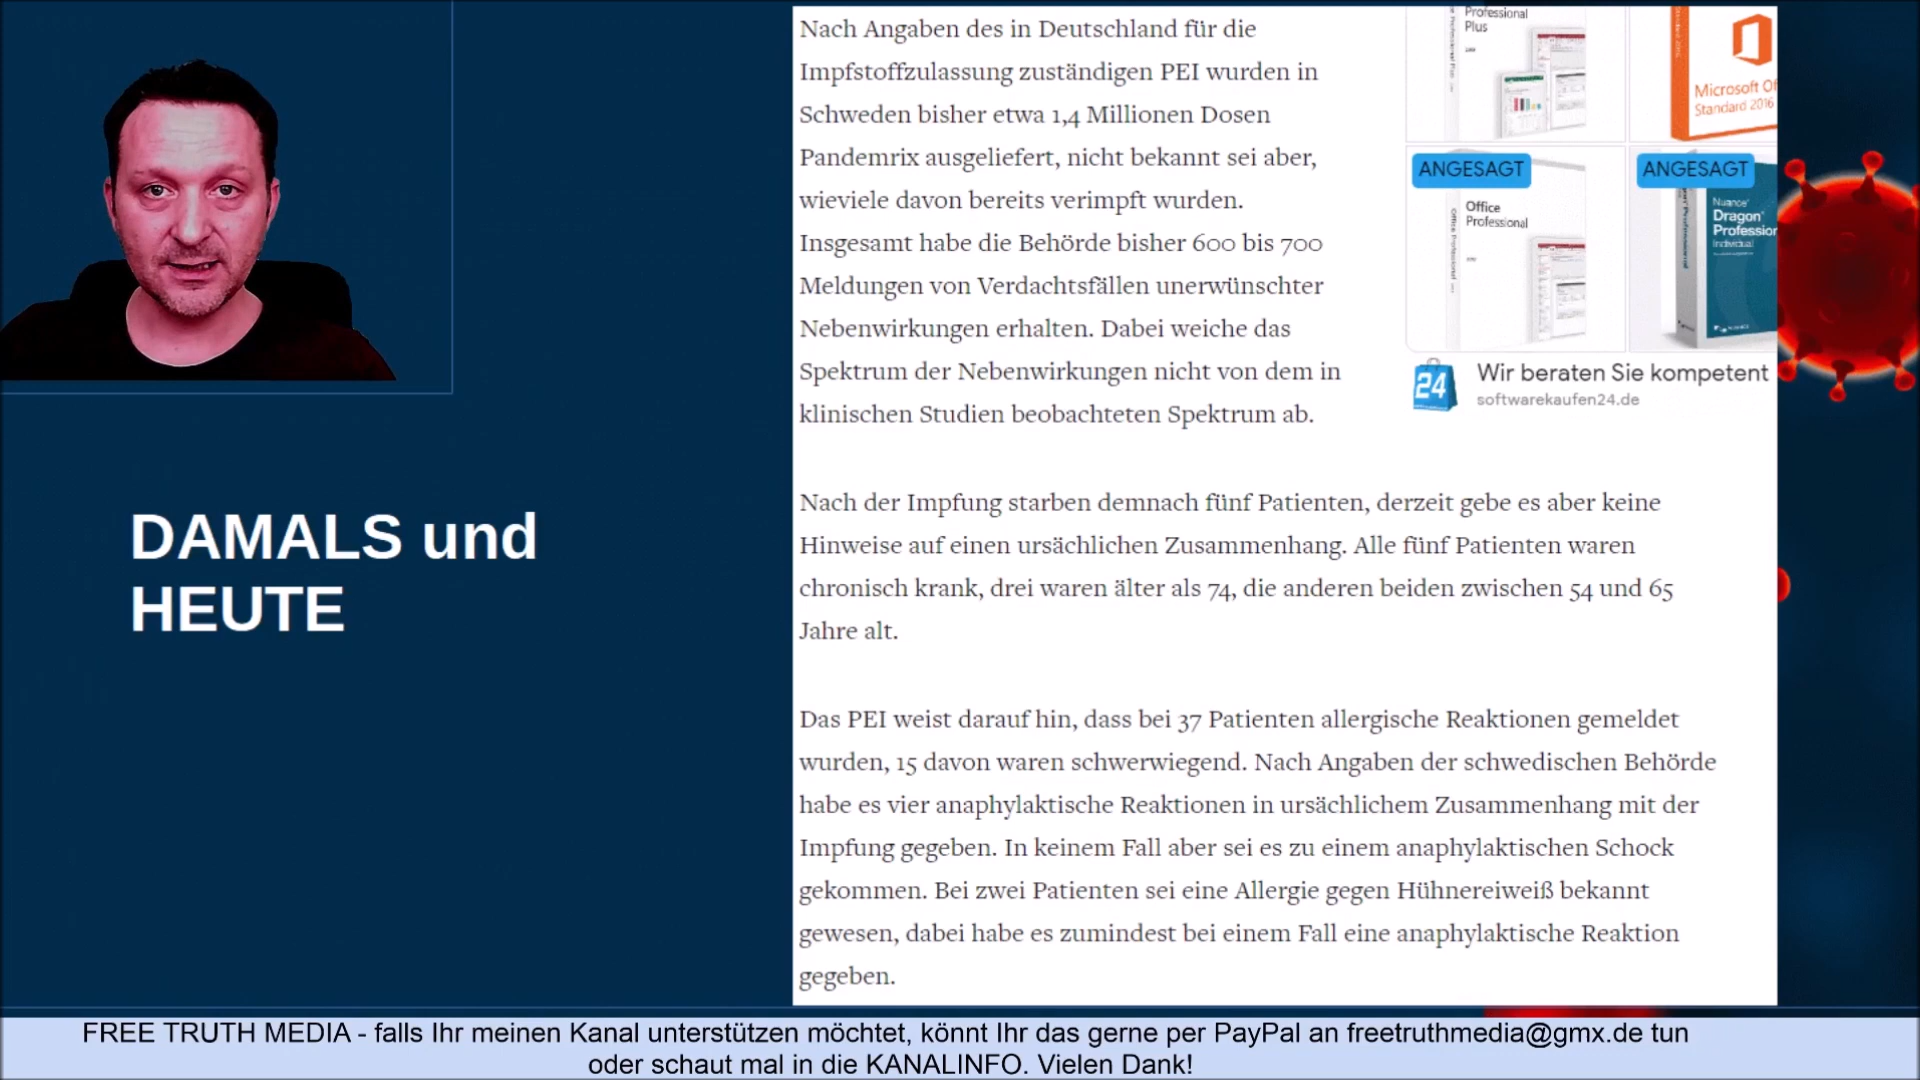 Nach Angaben des in Deutschland für die
Impfstoffzulassung zuständigen PEI wurden in
Schweden bisher etwa 1,4 Millionen Dosen
Pandemrix ausgeliefert, nicht bekannt sei aber,
wieviele davon bereits verimpft wurden.
Insgesamt habe die Behörde bisher 600 bis 700
Meldungen von Verdachtsfällen unerwünschter
Nebenwirkungen erhalten. Dabei weiche das
Spektrum der Nebenwirkungen nicht von dem in
klinischen Studien beobachteten Spektrum ab.
Professional
Plus
Microsoft Of
Standard 2016
ANGESAGT
Office
Professional
ANGESAGT
Nuance
Dragon
Profession
Individual
24
Wir beraten Sie kompetent
softwarekaufen24.de
Nach der Impfung starben demnach fünf Patienten, derzeit gebe es aber keine
Hinweise auf einen ursächlichen Zusammenhang. Alle fünf Patienten waren
chronisch krank, drei waren älter als 74, die anderen beiden zwischen 54 und 65
Jahre alt.
Das PEI weist darauf hin, dass bei 37 Patienten allergische Reaktionen gemeldet
wurden, 15 davon waren schwerwiegend. Nach Angaben der schwedischen Behörde
habe es vier anaphylaktische Reaktionen in ursächlichem Zusammenhang mit der
Impfung gegeben. In keinem Fall aber sei es zu einem anaphylaktischen Schock
gekommen. Bei zwei Patienten sei eine Allergie gegen Hühnereiweiß bekannt
gewesen, dabei habe es zumindest bei einem Fall eine anaphylaktische Reaktion
gegeben.
DAMALS und
HEUTE
FREE TRUTH MEDIA - falls Ihr meinen Kanal unterstützen möchtet, könnt Ihr das gerne per PayPal an freetruthmedia@gmx.de tun
oder schaut mal in die KANALINFO. Vielen Dank!